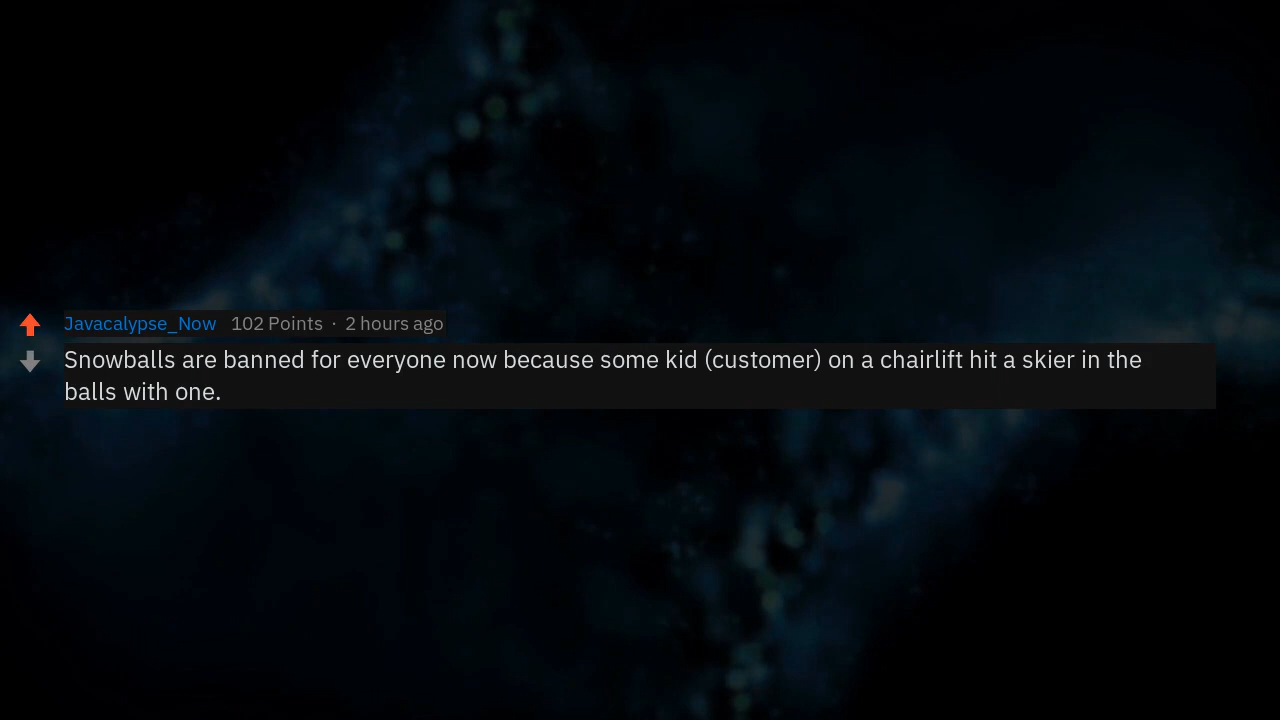 Javacalypse_Now 102 Points · 2 hours ago
Snowballs are banned for everyone now because some kid (customer) on a chairlift hit a skier in the
balls with one.